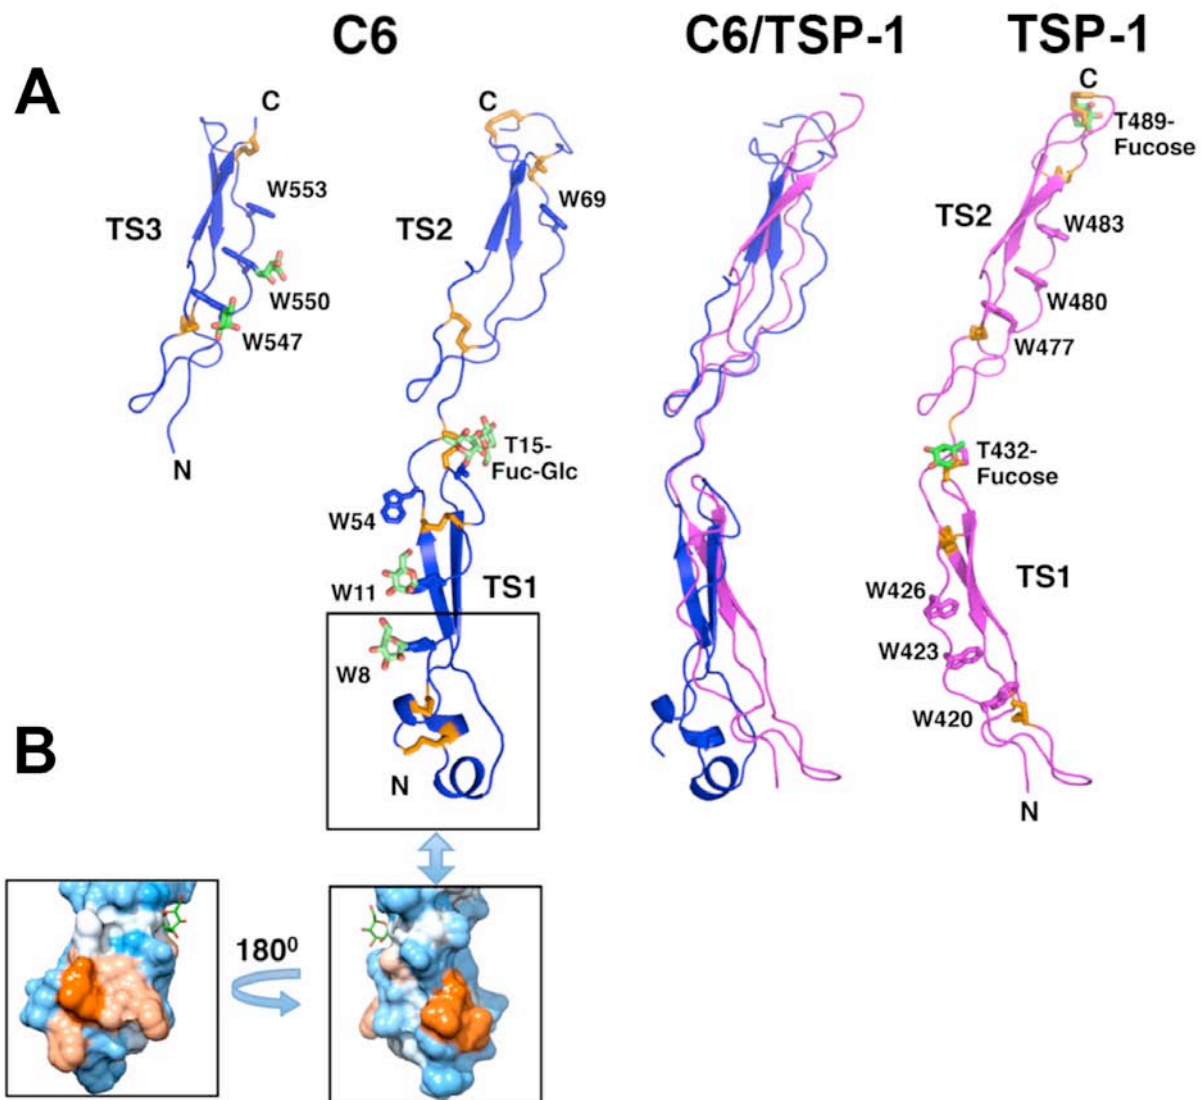 C6
C6/TSP-1
TSP-1
A
C
TS3
W553
W550
W547
N
C
TS2
W69
T15-
Fuc-Glc
W54
W11
TS1
W8
N
C
T489-
Fucose
TS2
W483
W480
W477
T432-
Fucose
TS1
W426
W423
W420
N
B
180⁰